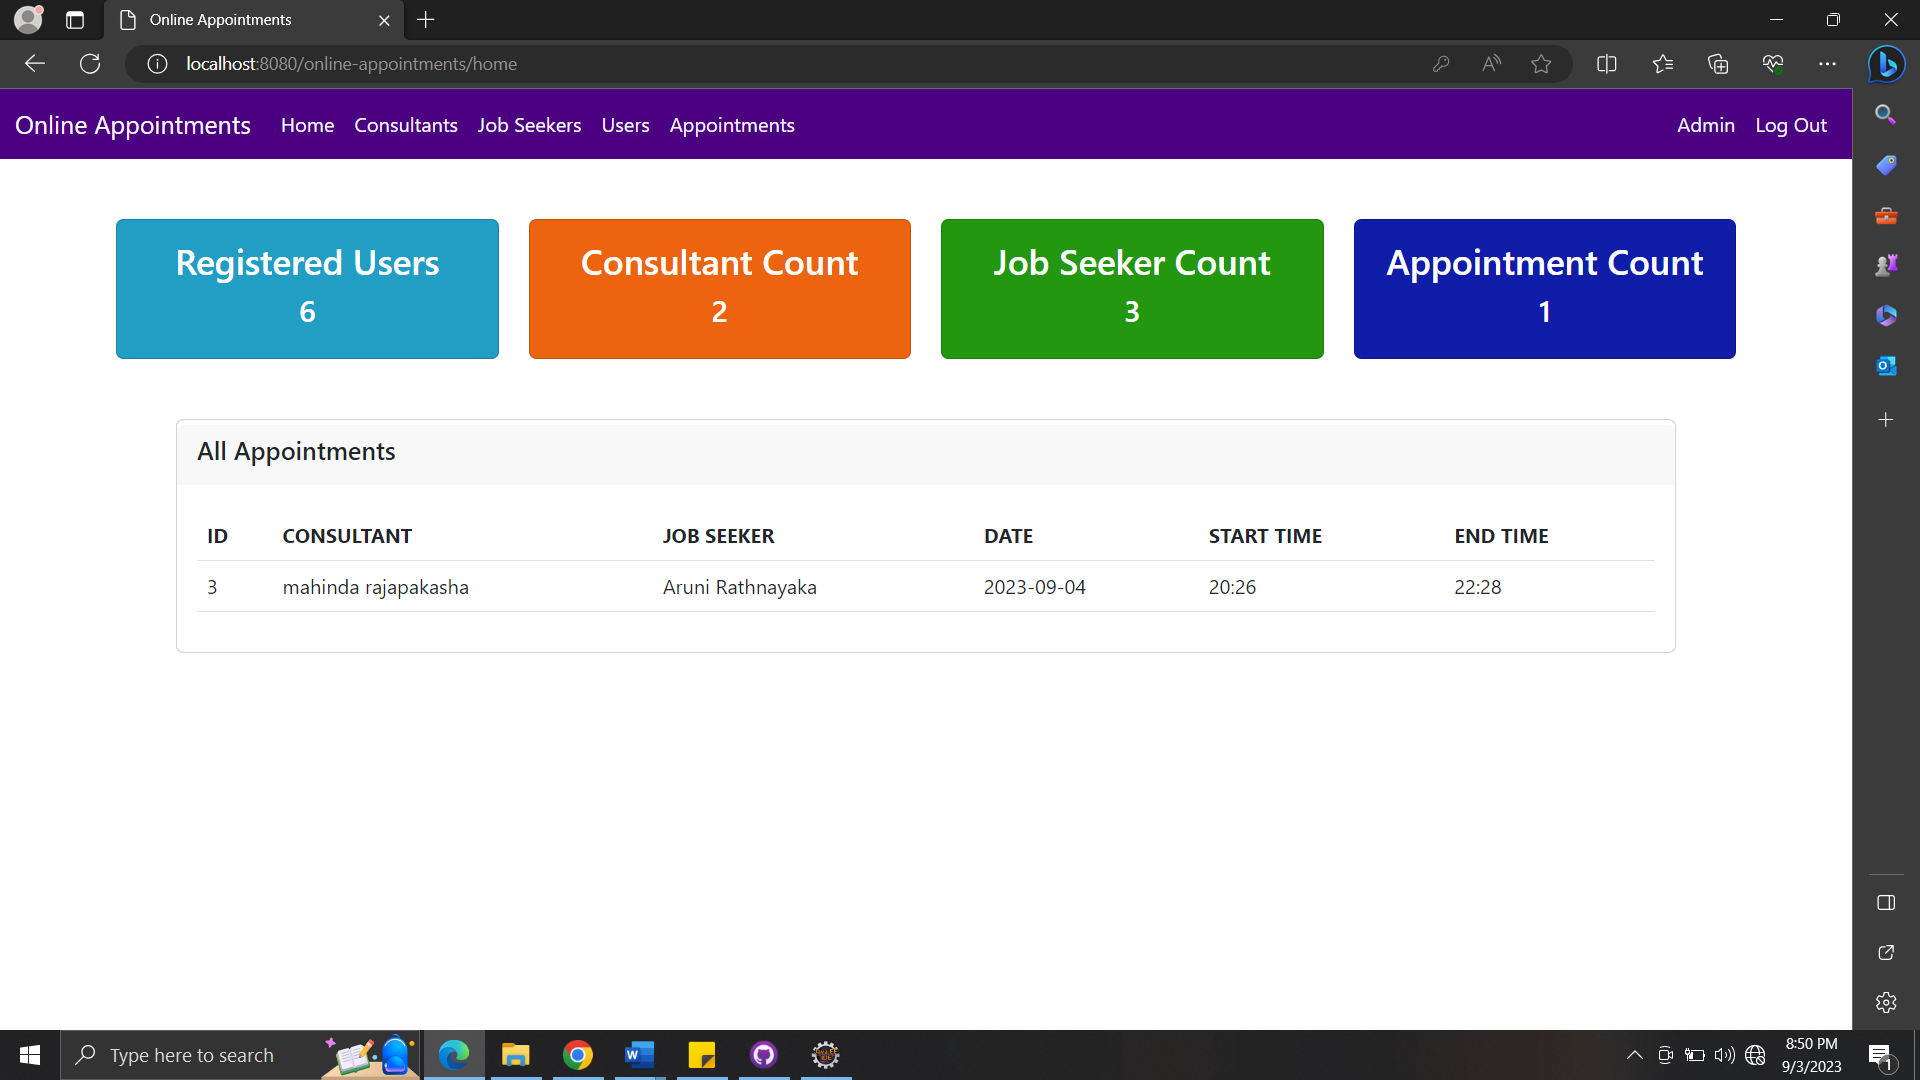 Online Appointments
localhost:8080/online-appointments/home
Online Appointments Home Consultants Job Seekers Users Appointments Admin Log Out
Registered Users
6
Consultant Count
2
Job Seeker Count
3
Appointment Count
1
All Appointments
ID CONSULTANT JOB SEEKER DATE START TIME END TIME
3 mahinda rajapakasha Aruni Rathnayaka 2023-09-04 20:26 22:28
Type here to search
8:50 PM
9/3/2023
1